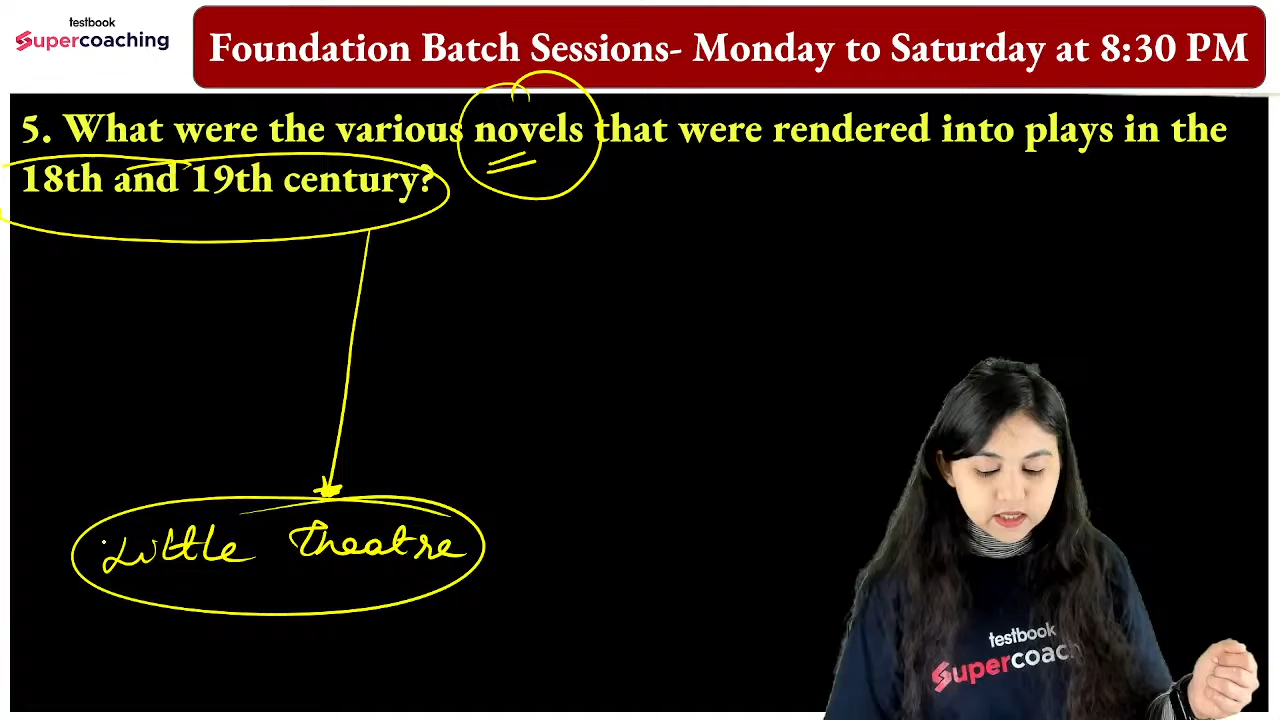 testbook
Supercoaching
Foundation Batch Sessions- Monday to Saturday at 8:30 PM
5. What were the various novels that were rendered into plays in the
18th and 19th century?
Little Theatre
testbook
Supercoach